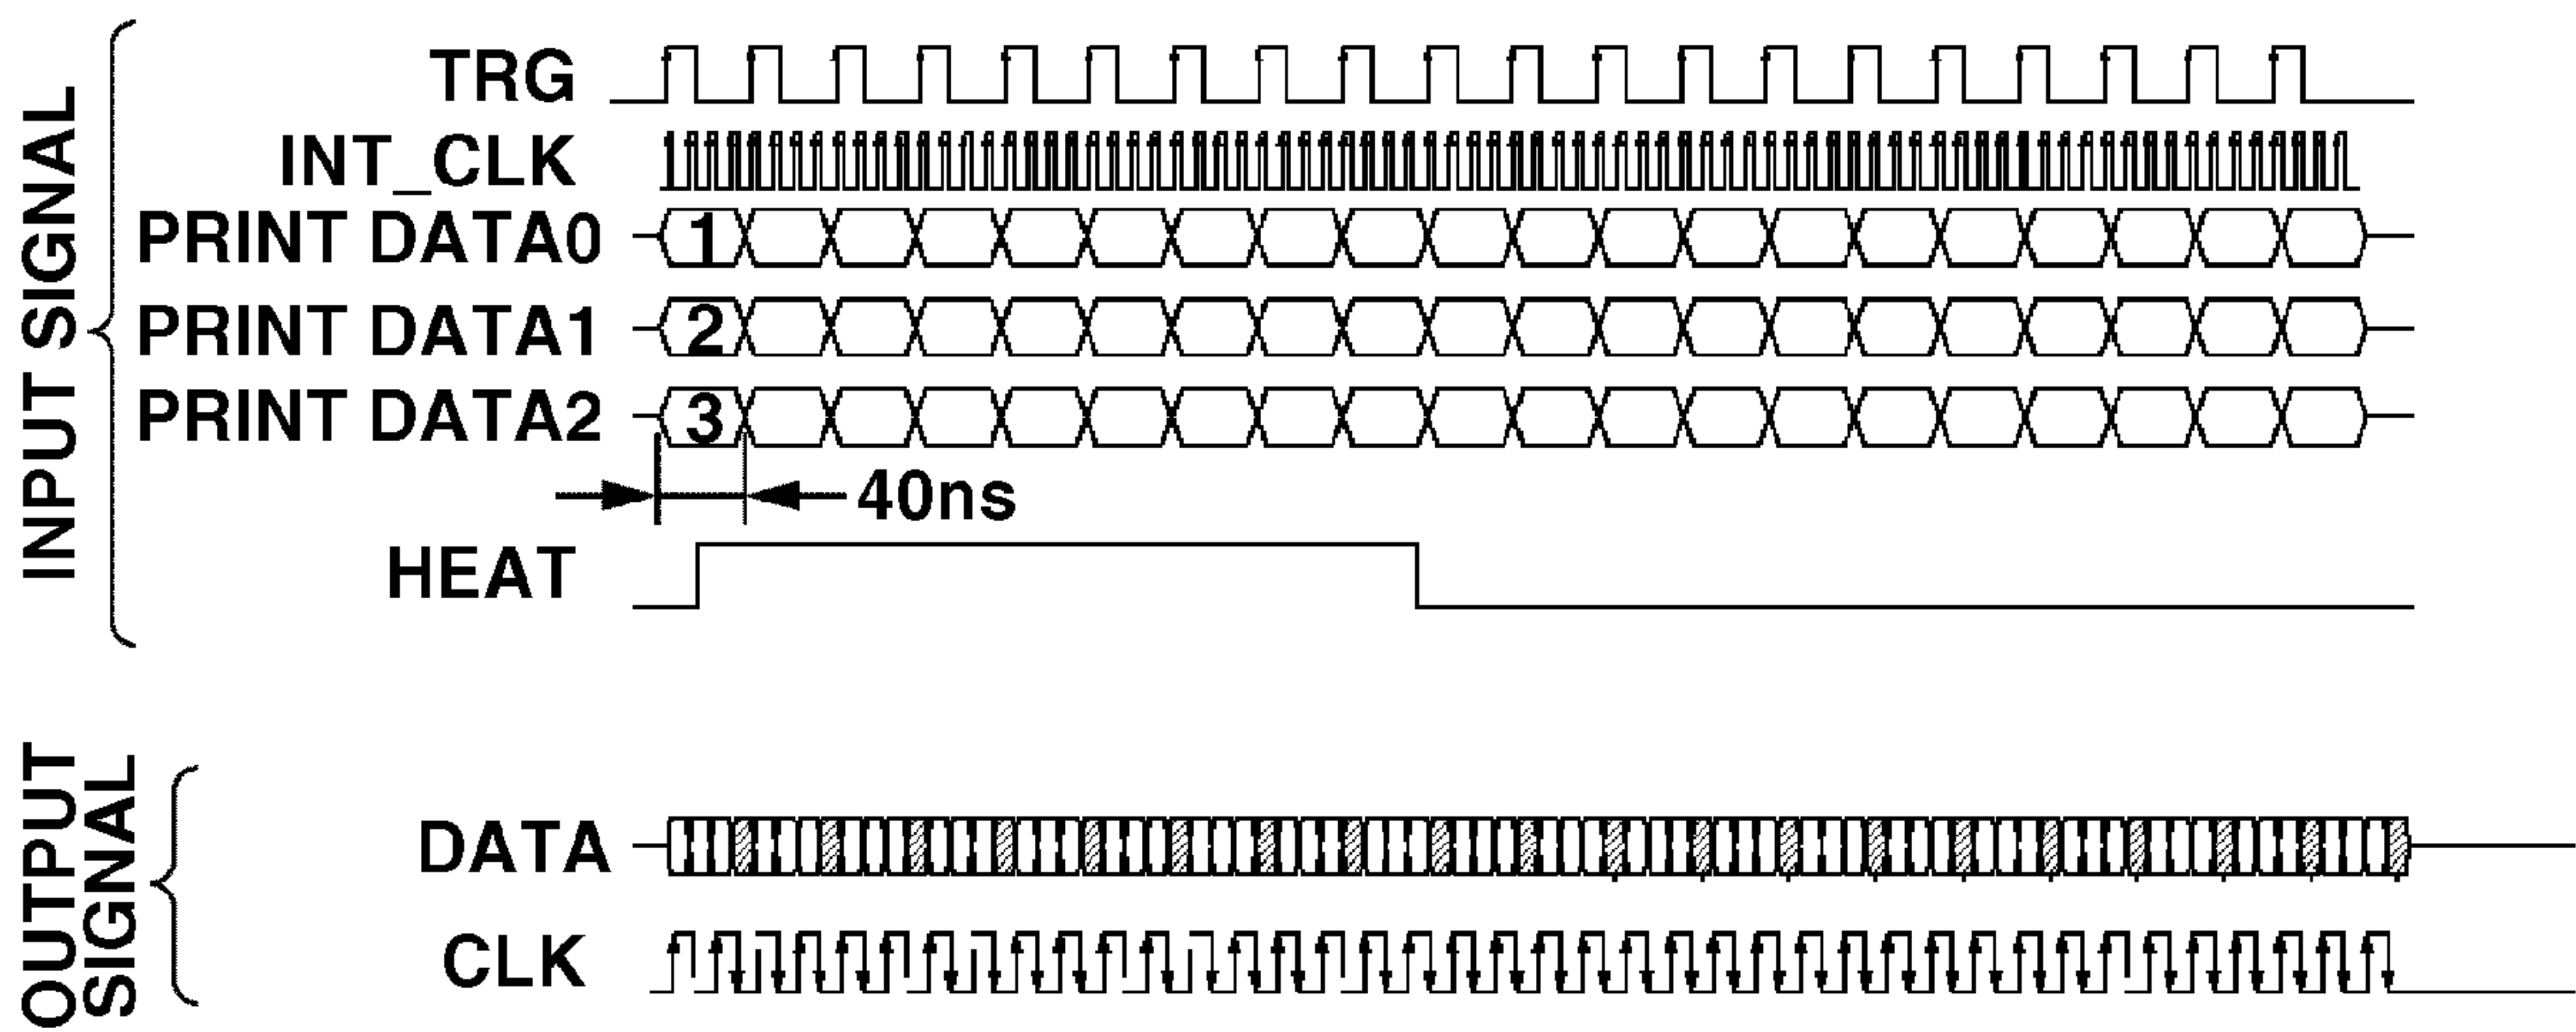 INPUT SIGNAL
TRG
INT_CLK
PRINT DATA0
1
PRINT DATA1
2
PRINT DATA2
3
40ns
HEAT
OUTPUT
SIGNAL
DATA
CLK